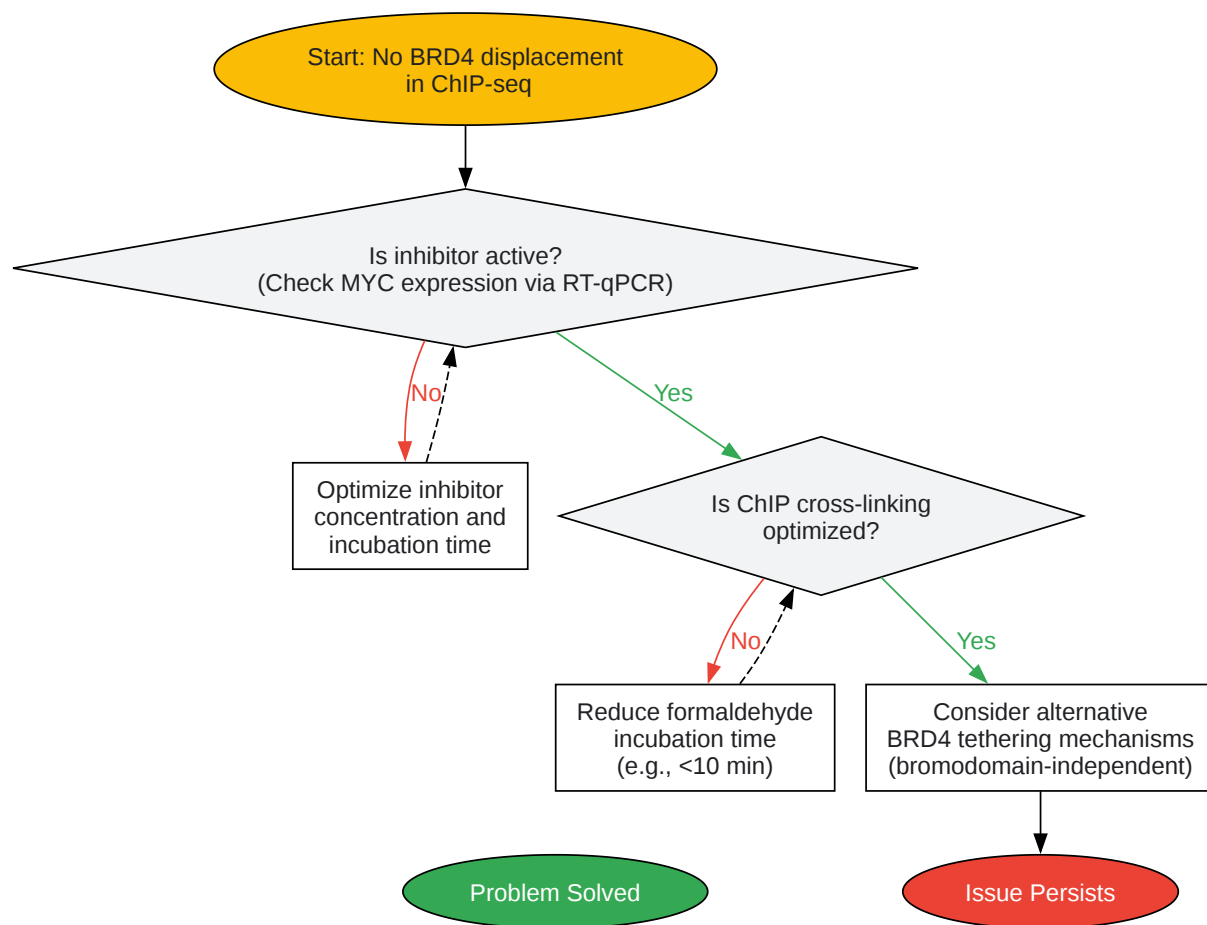 Start: No BRD4 displacement
in ChIP-seq
Is inhibitor active?
(Check MYC expression via RT-qPCR)
No
Yes
Optimize inhibitor
concentration and
incubation time
Is ChIP cross-linking
optimized?
No
Yes
Reduce formaldehyde
incubation time
(e.g., <10 min)
Consider alternative
BRD4 tethering mechanisms
(bromodomain-independent)
Problem Solved
Issue Persists